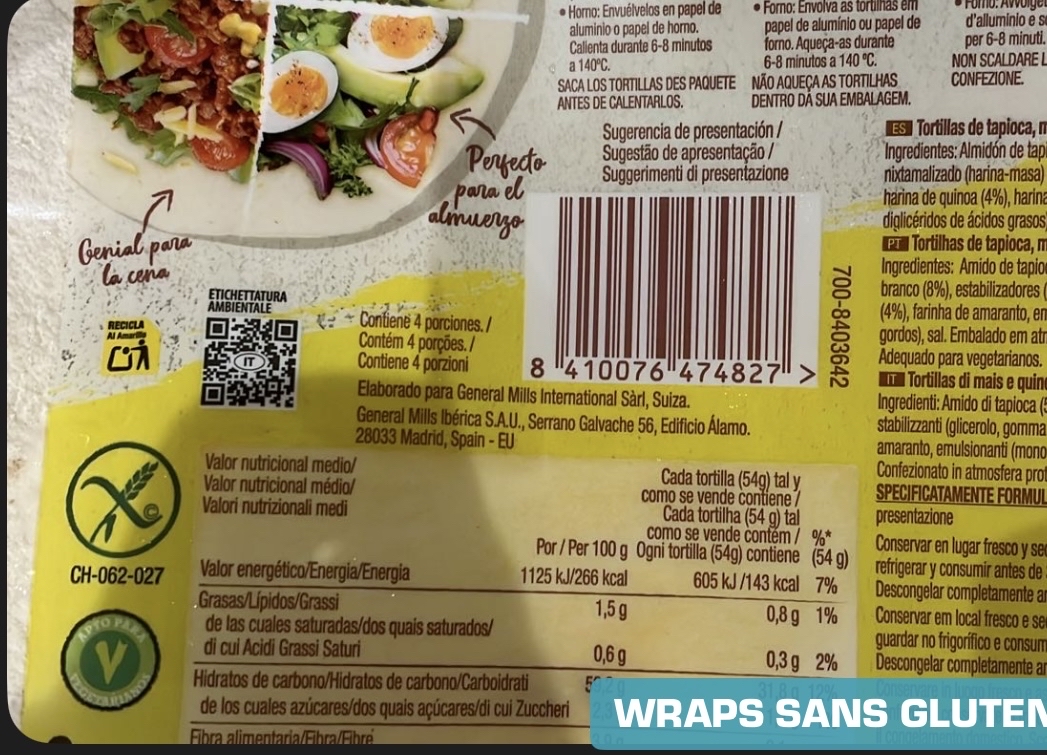 • Horno: Envuélvelos en papel de
aluminio o papel de horno.
Calienta durante 6-8 minutos
a 140ºC.
SACA LOS TORTILLAS DES PAQUETE
ANTES DE CALENTARLOS.
• Forno: Envolva as tortilhas em
papel de alumínio ou papel de
forno. Aqueça-as durante
6-8 minutos a 140 ºC.
NÃO AQUEÇA AS TORTILHAS
DENTRO DA SUA EMBALAGEM.
d'alluminio e s
per 6-8 minuti.
NON SCALDARE L
CONFEZIONE.
Sugerencia de presentación /
Sugestão de apresentação /
Suggerimenti di presentazione
Perfecto
para el
almuerzo
Genial para
la cena
RECICLA
Al Amarillo
ETICHETTATURA
AMBIENTALE
IT
Contiene 4 porciones. /
Contém 4 porções. /
Contiene 4 porzioni
8 410076 474827 >
700-8403642
Elaborado para General Mills International Sàrl, Suiza.
General Mills Ibérica S.A.U., Serrano Galvache 56, Edificio Álamo.
28033 Madrid, Spain - EU
ES Tortillas de tapioca, m
Ingredientes: Almidón de tapi
nixtamalizado (harina-masa)
harina de quinoa (4%), harina
diglicéridos de ácidos grasos)
PT Tortilhas de tapioca, m
Ingredientes: Amido de tapioc
branco (8%), estabilizadores (
(4%), farinha de amaranto, em
gordos), sal. Embalado em atm
Adequado para vegetarianos.
IT Tortillas di mais e quino
Ingredienti: Amido di tapioca (5
stabilizzanti (glicerolo, gomma
amaranto, emulsionanti (mono
Confezionato in atmosfera prot
SPECIFICATAMENTE FORMUL
presentazione
Conservar en lugar fresco y sec
refrigerar y consumir antes de
Descongelar completamente an
Conservar em local fresco e se
guardar no frigorífico e consum
Descongelar completamente an
CH-062-027
APTO PARA
V
VEGETARIANOS
Valor nutricional medio/
Valor nutricional médio/
Valori nutrizionali medi
Por / Per 100 g
Cada tortilla (54g) tal y
como se vende contiene /
Cada tortilha (54 g) tal
como se vende contém /
Ogni tortilla (54g) contiene
%*
(54 g)
Valor energético/Energia/Energia 1125 kJ/266 kcal 605 kJ /143 kcal 7%
Grasas/Lípidos/Grassi 1,5 g 0,8 g 1%
de las cuales saturadas/dos quais saturados/
di cui Acidi Grassi Saturi 0,6 g 0,3 g 2%
Hidratos de carbono/Hidratos de carbono/Carboidrati 31,8 g 12%
de los cuales azúcares/dos quais açúcares/di cui Zuccheri
Fibra alimentaria/Fibra/Fibre
WRAPS SANS GLUTEN